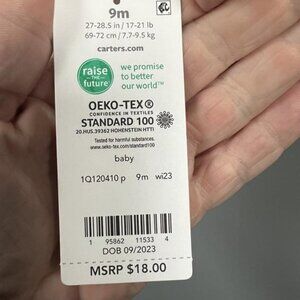 9m
27-28.5 in / 17-21 lb
69-72 cm / 7.7-9.5 kg
carters.com
raise
THE
future
we promise
to better
our world™
OEKO-TEX®
CONFIDENCE IN TEXTILES
STANDARD 100
20.HUS.39362 HOHENSTEIN HTTI
Tested for harmful substances.
www.oeko-tex.com/standard100
baby
1Q120410 p 9m wi23
1 95862 11533 4
DOB 09/2023
MSRP $18.00